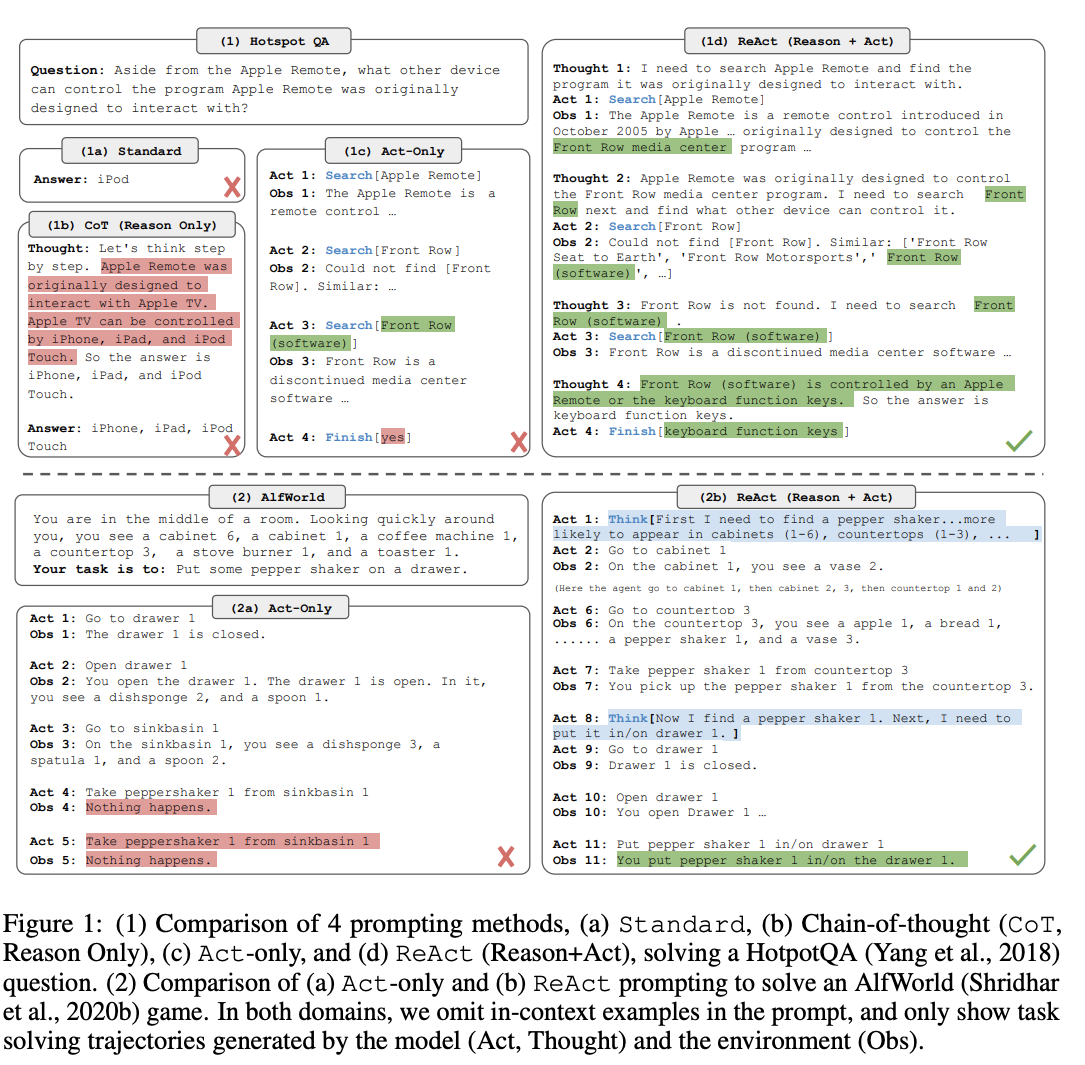 (1) Hotspot QA
Question: Aside from the Apple Remote, what other device
can control the program Apple Remote was originally
designed to interact with?
(1a) Standard
Answer: iPod
(1b) CoT (Reason Only)
Thought: Let's think step
by step. Apple Remote was
originally designed to
interact with Apple TV.
Apple TV can be controlled
by iPhone, iPad, and iPod
Touch. So the answer is
iPhone, iPad, and iPod
Touch.
Answer: iPhone, iPad, iPod
Touch
(1c) Act-Only
Act 1: Search[Apple Remote]
Obs 1: The Apple Remote is a
remote control …
Act 2: Search[Front Row]
Obs 2: Could not find [Front
Row]. Similar: …
Act 3: Search[Front Row
(software)]
Obs 3: Front Row is a
discontinued media center
software …
Act 4: Finish[yes]
(1d) ReAct (Reason + Act)
Thought 1: I need to search Apple Remote and find the
program it was originally designed to interact with.
Act 1: Search[Apple Remote]
Obs 1: The Apple Remote is a remote control introduced in
October 2005 by Apple … originally designed to control the
Front Row media center program …
Thought 2: Apple Remote was originally designed to control
the Front Row media center program. I need to search Front
Row next and find what other device can control it.
Act 2: Search[Front Row]
Obs 2: Could not find [Front Row]. Similar: ['Front Row
Seat to Earth', 'Front Row Motorsports',' Front Row
(software)', …]
Thought 3: Front Row is not found. I need to search Front
Row (software) .
Act 3: Search[Front Row (software)]
Obs 3: Front Row is a discontinued media center software …
Thought 4: Front Row (software) is controlled by an Apple
Remote or the keyboard function keys. So the answer is
keyboard function keys.
Act 4: Finish[keyboard function keys]
(2) AlfWorld
You are in the middle of a room. Looking quickly around
you, you see a cabinet 6, a cabinet 1, a coffee machine 1,
a countertop 3, a stove burner 1, and a toaster 1.
Your task is to: Put some pepper shaker on a drawer.
(2a) Act-Only
Act 1: Go to drawer 1
Obs 1: The drawer 1 is closed.
Act 2: Open drawer 1
Obs 2: You open the drawer 1. The drawer 1 is open. In it,
you see a dishsponge 2, and a spoon 1.
Act 3: Go to sinkbasin 1
Obs 3: On the sinkbasin 1, you see a dishsponge 3, a
spatula 1, and a spoon 2.
Act 4: Take peppershaker 1 from sinkbasin 1
Obs 4: Nothing happens.
Act 5: Take peppershaker 1 from sinkbasin 1
Obs 5: Nothing happens.
(2b) ReAct (Reason + Act)
Act 1: Think[First I need to find a pepper shaker...more
likely to appear in cabinets (1-6), countertops (1-3), ... ]
Act 2: Go to cabinet 1
Obs 2: On the cabinet 1, you see a vase 2.
(Here the agent go to cabinet 1, then cabinet 2, 3, then countertop 1 and 2)
Act 6: Go to countertop 3
Obs 6: On the countertop 3, you see a apple 1, a bread 1,
...... a pepper shaker 1, and a vase 3.
Act 7: Take pepper shaker 1 from countertop 3
Obs 7: You pick up the pepper shaker 1 from the countertop 3.
Act 8: Think[Now I find a pepper shaker 1. Next, I need to
put it in/on drawer 1. ]
Act 9: Go to drawer 1
Obs 9: Drawer 1 is closed.
Act 10: Open drawer 1
Obs 10: You open Drawer 1 …
Act 11: Put pepper shaker 1 in/on drawer 1
Obs 11: You put pepper shaker 1 in/on the drawer 1.
Figure 1: (1) Comparison of 4 prompting methods, (a) Standard, (b) Chain-of-thought (CoT,
Reason Only), (c) Act-only, and (d) ReAct (Reason+Act), solving a HotpotQA (Yang et al., 2018)
question. (2) Comparison of (a) Act-only and (b) ReAct prompting to solve an AlfWorld (Shridhar
et al., 2020b) game. In both domains, we omit in-context examples in the prompt, and only show task
solving trajectories generated by the model (Act, Thought) and the environment (Obs).